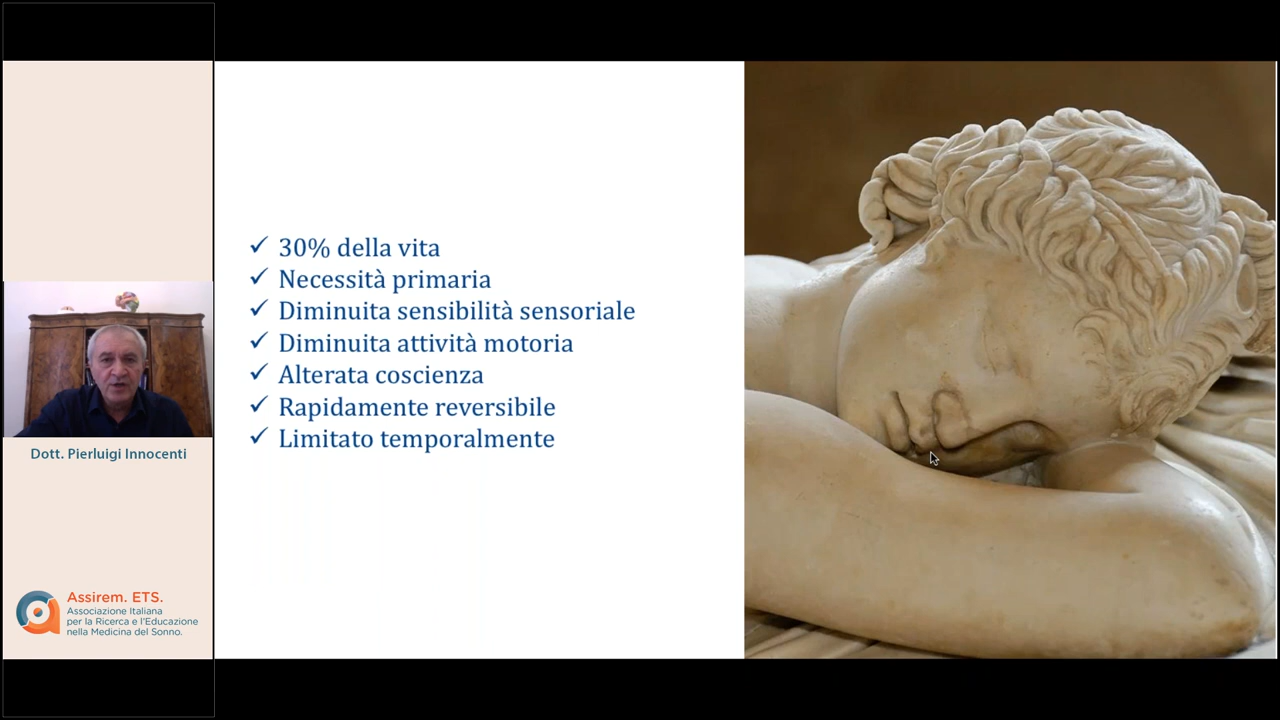 30% della vita
Necessità primaria
Diminuita sensibilità sensoriale
Diminuita attività motoria
Alterata coscienza
Rapidamente reversibile
Limitato temporalmente
Dott. Pierluigi Innocenti
Assirem. ETS.
Associazione Italiana
per la Ricerca e l'Educazione
nella Medicina del Sonno.